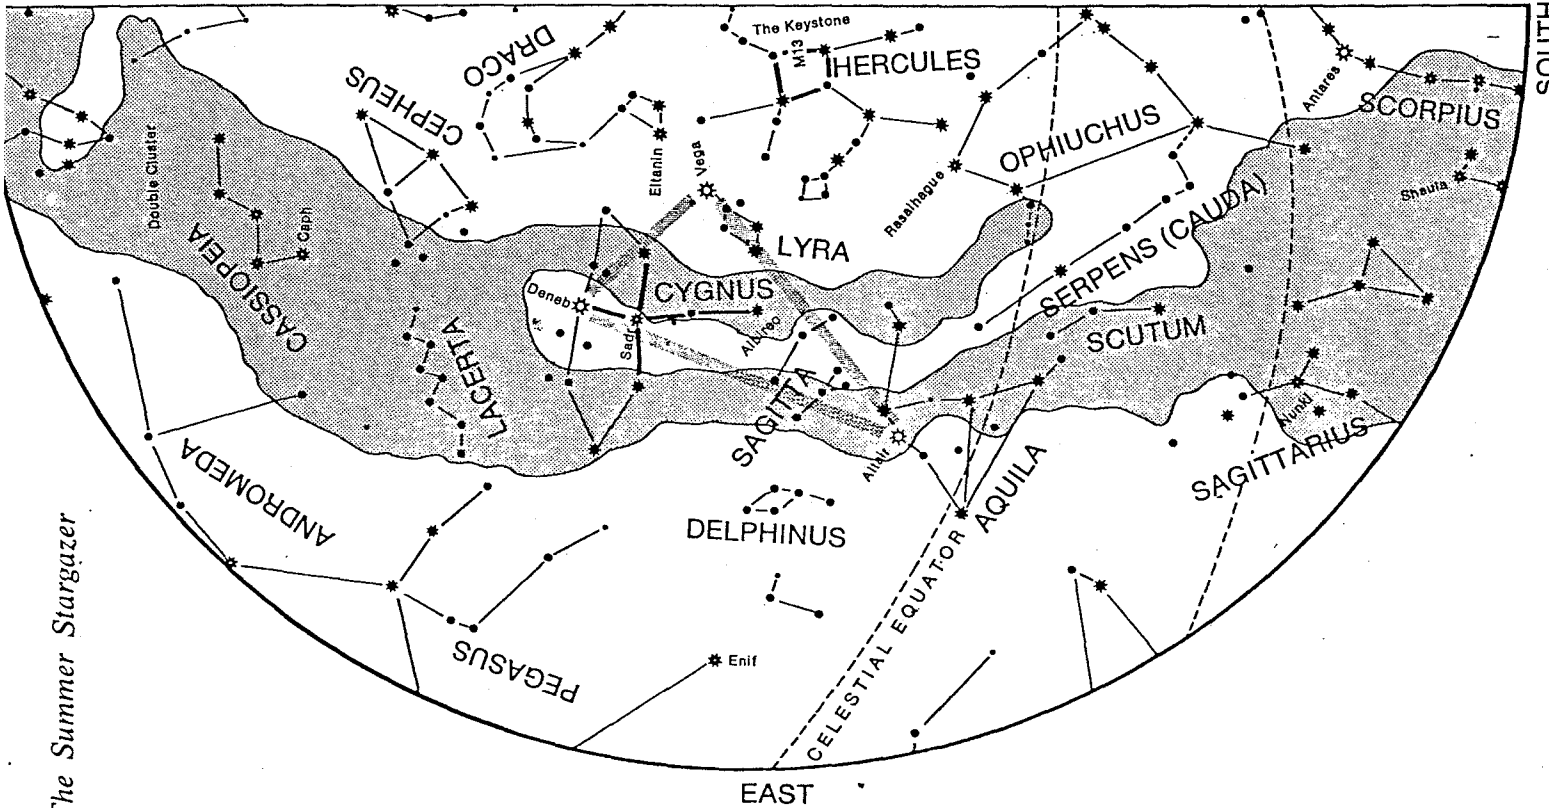 The Keystone
M13
HERCULES
DRACO
CEPHEUS
Antares
SCORPIUS
OPHIUCHUS
Double Cluster
Eltanin
Vega
Rasalhague
Shaula
Caph
CASSIOPEIA
LYRA
SERPENS (CAUDA)
Deneb
CYGNUS
Sadr
Albireo
SCUTUM
LACERTA
SAGITTA
Nunki
Altair
SAGITTARIUS
ANDROMEDA
DELPHINUS
AQUILA
CELESTIAL EQUATOR
PEGASUS
Enif
EAST
The Summer Stargazer